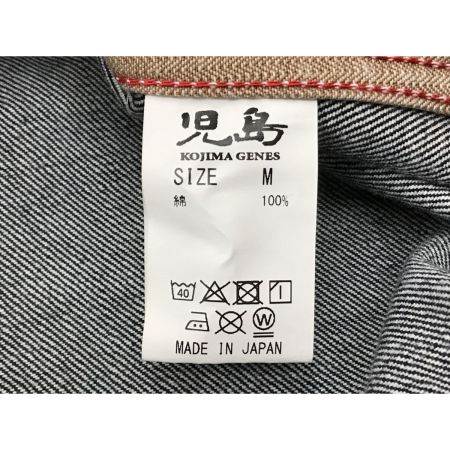 児島
KOJIMA GENES
SIZE M
綿 100%
40
W
MADE IN JAPAN